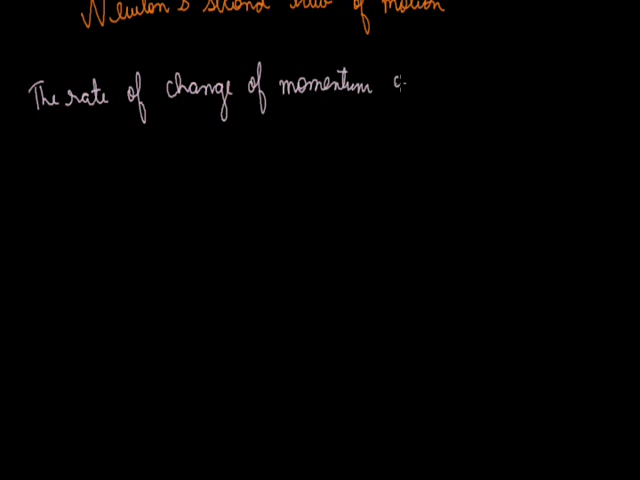 Newton's second law of motion
The rate of change of momentum